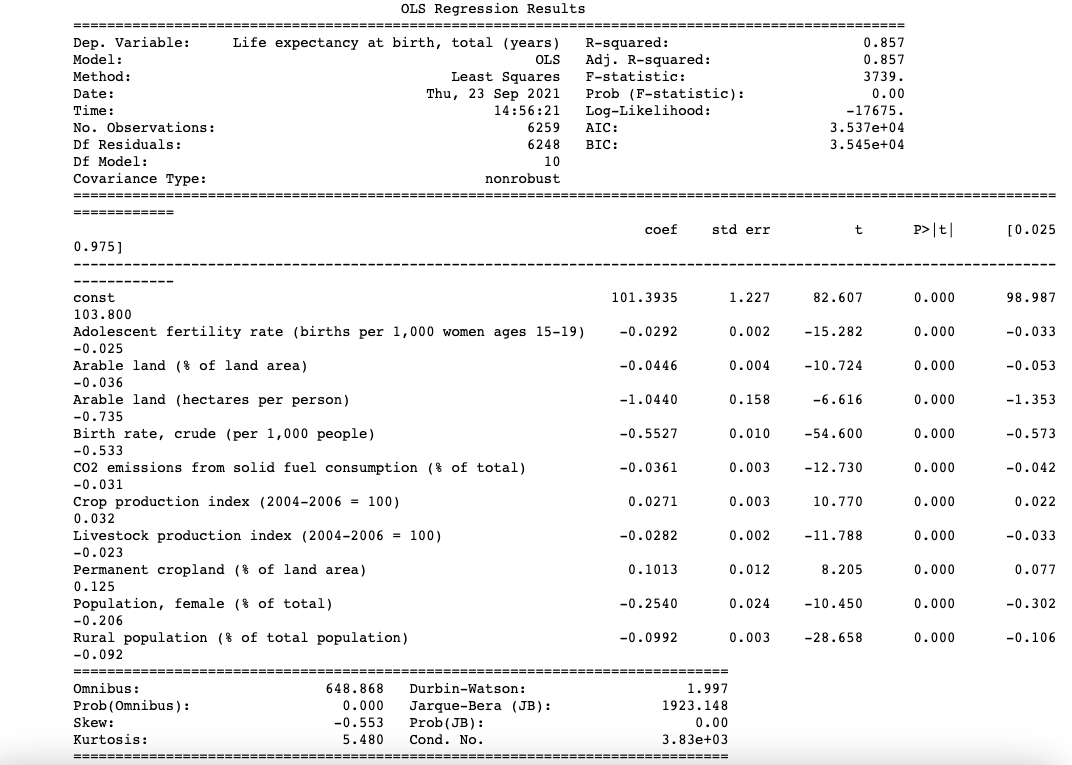 OLS Regression Results
==============================================================================
Dep. Variable: Life expectancy at birth, total (years) R-squared: 0.857
Model: OLS Adj. R-squared: 0.857
Method: Least Squares F-statistic: 3739.
Date: Thu, 23 Sep 2021 Prob (F-statistic): 0.00
Time: 14:56:21 Log-Likelihood: -17675.
No. Observations: 6259 AIC: 3.537e+04
Df Residuals: 6248 BIC: 3.545e+04
Df Model: 10
Covariance Type: nonrobust
==============================================================================
============
coef std err t P>|t| [0.025
0.975]
------------------------------------------------------------------------------
------------
const 101.3935 1.227 82.607 0.000 98.987
103.800
Adolescent fertility rate (births per 1,000 women ages 15-19) -0.0292 0.002 -15.282 0.000 -0.033
-0.025
Arable land (% of land area) -0.0446 0.004 -10.724 0.000 -0.053
-0.036
Arable land (hectares per person) -1.0440 0.158 -6.616 0.000 -1.353
-0.735
Birth rate, crude (per 1,000 people) -0.5527 0.010 -54.600 0.000 -0.573
-0.533
CO2 emissions from solid fuel consumption (% of total) -0.0361 0.003 -12.730 0.000 -0.042
-0.031
Crop production index (2004-2006 = 100) 0.0271 0.003 10.770 0.000 0.022
0.032
Livestock production index (2004-2006 = 100) -0.0282 0.002 -11.788 0.000 -0.033
-0.023
Permanent cropland (% of land area) 0.1013 0.012 8.205 0.000 0.077
0.125
Population, female (% of total) -0.2540 0.024 -10.450 0.000 -0.302
-0.206
Rural population (% of total population) -0.0992 0.003 -28.658 0.000 -0.106
-0.092
==============================================================================
Omnibus: 648.868 Durbin-Watson: 1.997
Prob(Omnibus): 0.000 Jarque-Bera (JB): 1923.148
Skew: -0.553 Prob(JB): 0.00
Kurtosis: 5.480 Cond. No. 3.83e+03
==============================================================================